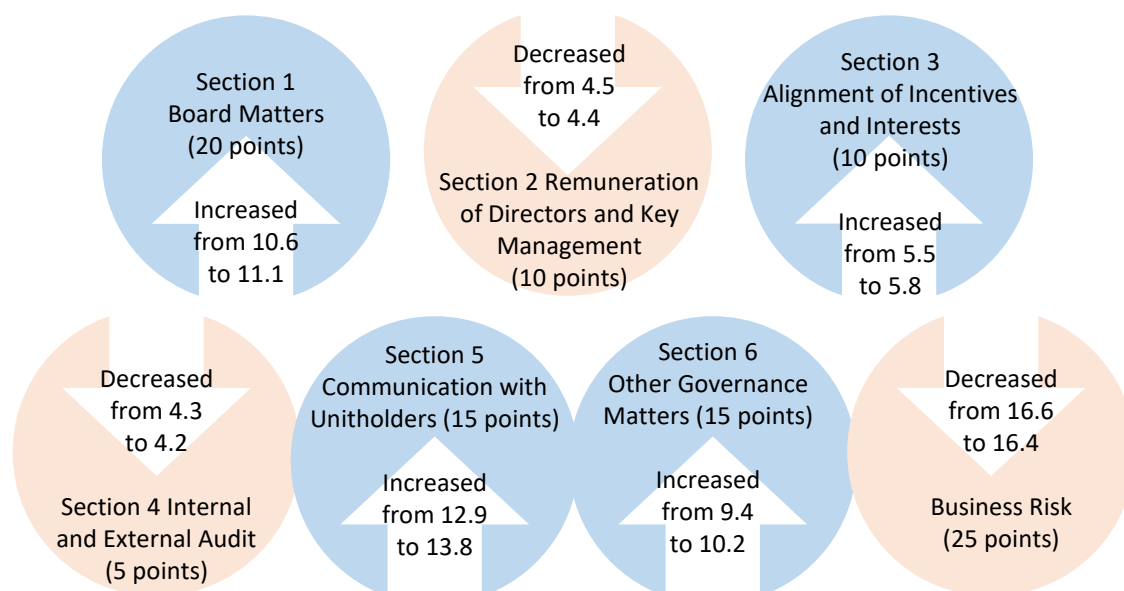 Section 1
Board Matters
(20 points)
Increased
from 10.6
to 11.1
Decreased
from 4.5
to 4.4
Section 2 Remuneration
of Directors and Key
Management
(10 points)
Section 3
Alignment of Incentives
and Interests
(10 points)
Increased
from 5.5
to 5.8
Decreased
from 4.3
to 4.2
Section 4 Internal
and External Audit
(5 points)
Section 5
Communication with
Unitholders (15 points)
Increased
from 12.9
to 13.8
Section 6
Other Governance
Matters (15 points)
Increased
from 9.4
to 10.2
Decreased
from 16.6
to 16.4
Business Risk
(25 points)